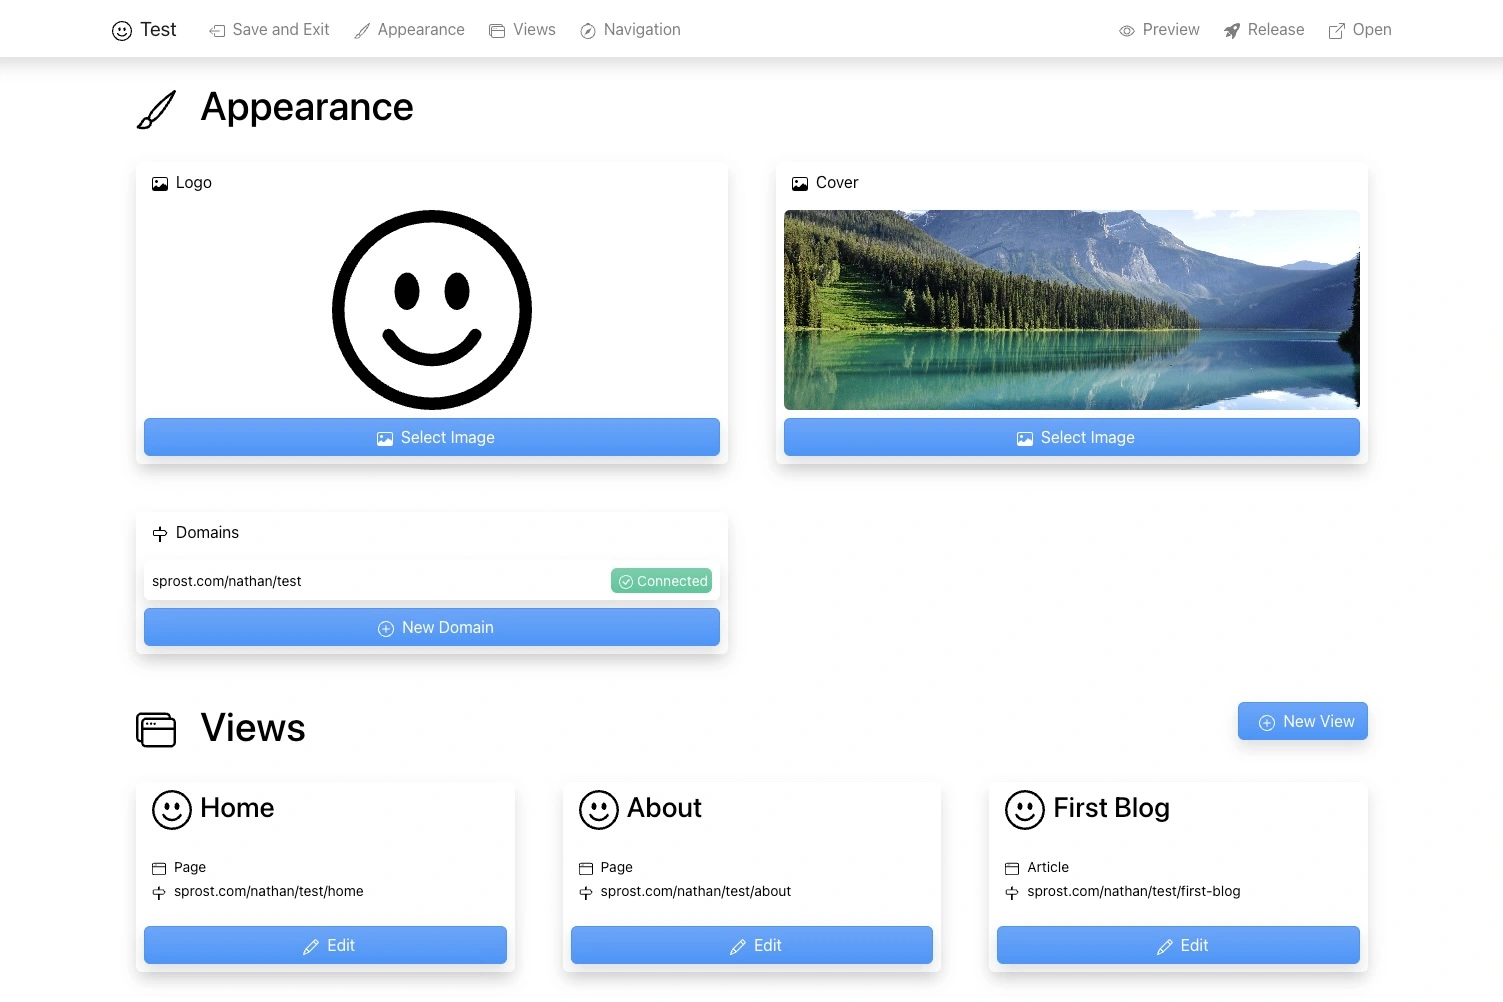 Test Save and Exit Appearance Views Navigation Preview Release Open
Appearance
Logo
Select Image
Cover
Select Image
Domains
sprost.com/nathan/test Connected
New Domain
Views
New View
Home
Page
sprost.com/nathan/test/home
Edit
About
Page
sprost.com/nathan/test/about
Edit
First Blog
Article
sprost.com/nathan/test/first-blog
Edit